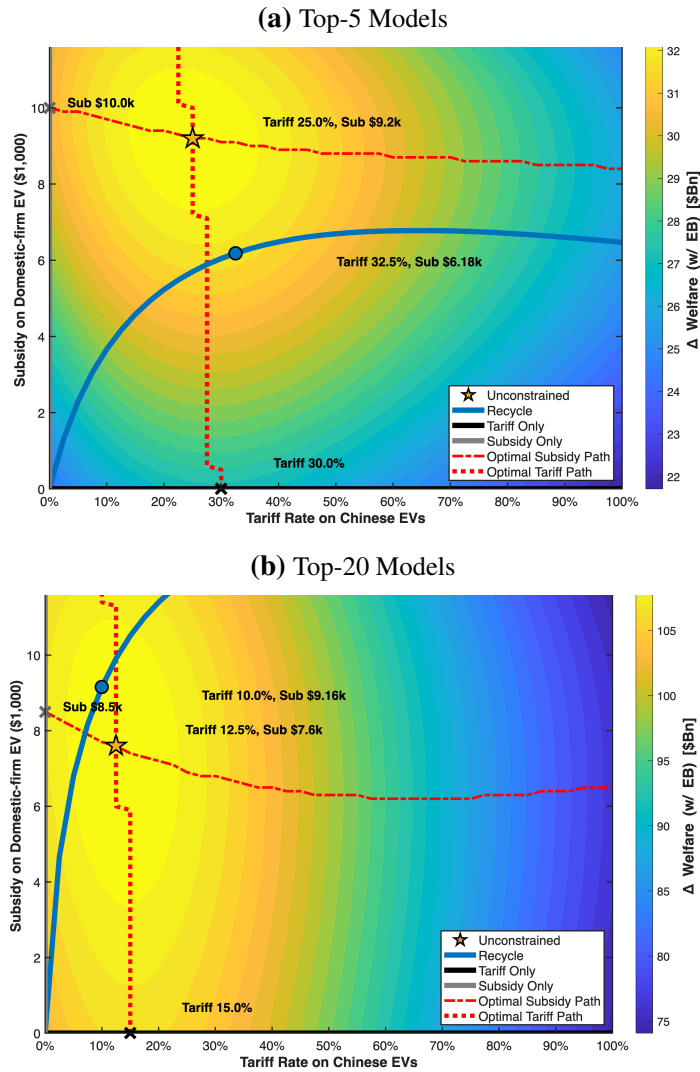 (a) Top-5 Models
Subsidy on Domestic-firm EV ($1,000)
10
8
6
4
2
0
Sub $10.0k
Tariff 25.0%, Sub $9.2k
Tariff 32.5%, Sub $6.18k
Tariff 30.0%
Unconstrained
Recycle
Tariff Only
Subsidy Only
Optimal Subsidy Path
Optimal Tariff Path
0% 10% 20% 30% 40% 50% 60% 70% 80% 90% 100%
Tariff Rate on Chinese EVs
32
31
30
29
28
27
26
25
24
23
22
Δ Welfare (w/ EB) [$Bn]
(b) Top-20 Models
Subsidy on Domestic-firm EV ($1,000)
10
8
6
4
2
0
Sub $8.5k
Tariff 10.0%, Sub $9.16k
Tariff 12.5%, Sub $7.6k
Tariff 15.0%
Unconstrained
Recycle
Tariff Only
Subsidy Only
Optimal Subsidy Path
Optimal Tariff Path
0% 10% 20% 30% 40% 50% 60% 70% 80% 90% 100%
Tariff Rate on Chinese EVs
105
100
95
90
85
80
75
Δ Welfare (w/ EB) [$Bn]